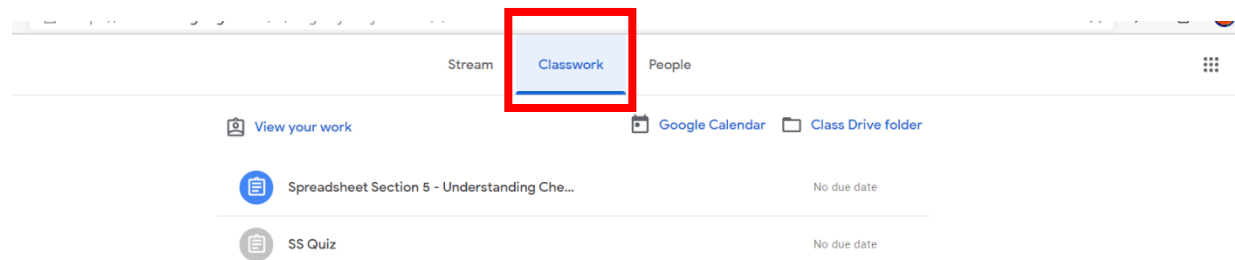 Stream Classwork People
View your work Google Calendar Class Drive folder
Spreadsheet Section 5 - Understanding Che... No due date
SS Quiz No due date